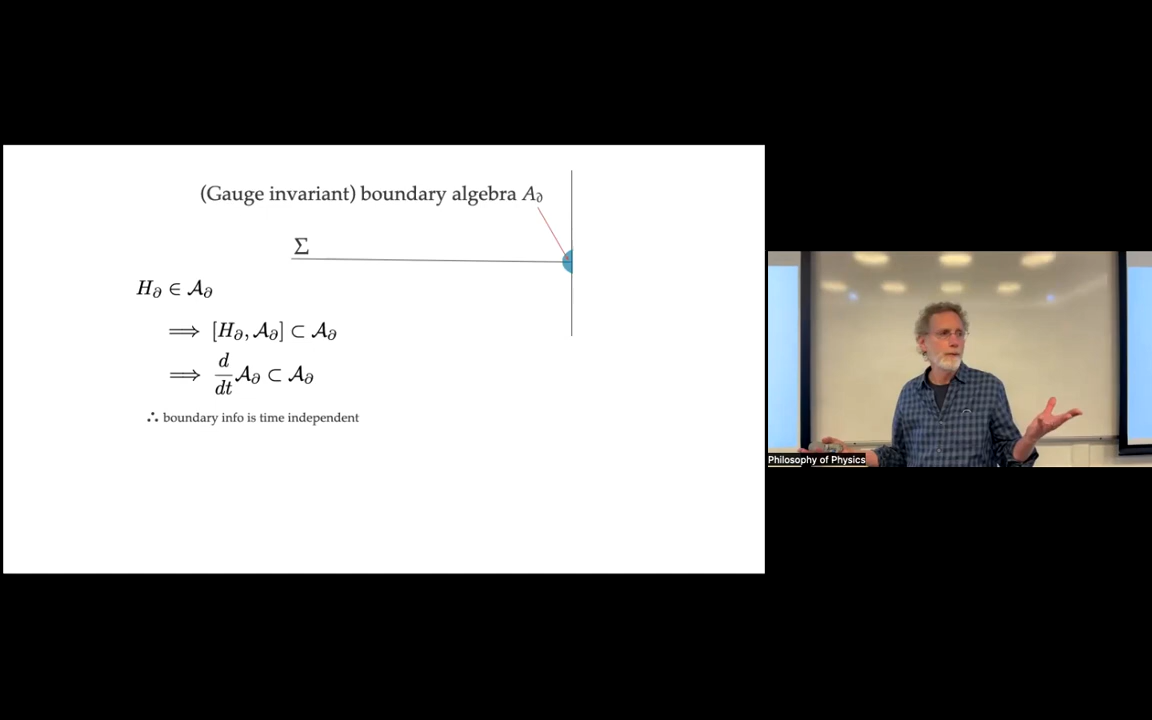 (Gauge invariant) boundary algebra A∂
Σ
H∂ ∈ 𝒜∂
⟹ [H∂, 𝒜∂] ⊂ 𝒜∂
⟹ d/dt 𝒜∂ ⊂ 𝒜∂
∴ boundary info is time independent
Philosophy of Physics